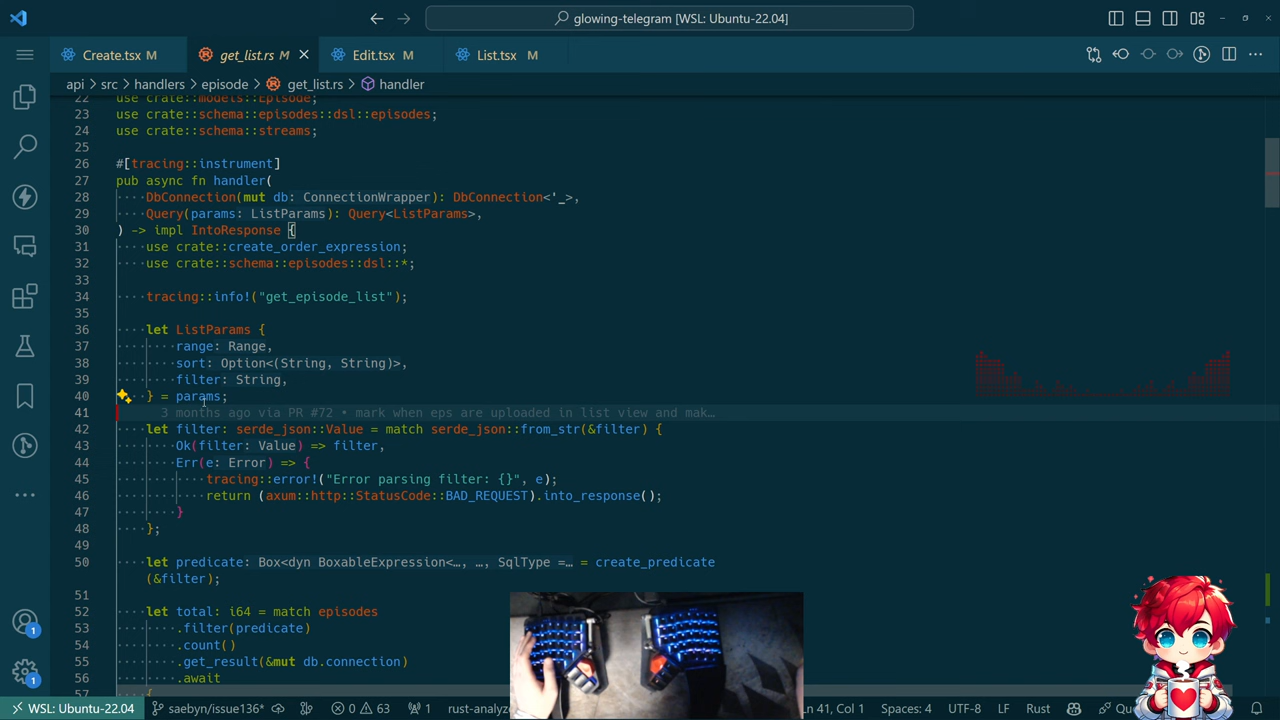 glowing-telegram [WSL: Ubuntu-22.04]
Create.tsx M
get_list.rs M
Edit.tsx M
List.tsx M
api > src > handlers > episode > get_list.rs > handler
22 use crate::models::Episode;
23 use crate::schema::episodes::dsl::episodes;
24 use crate::schema::streams;
25
26 #[tracing::instrument]
27 pub async fn handler(
28 DbConnection(mut db: ConnectionWrapper): DbConnection<'_>,
29 Query(params: ListParams): Query<ListParams>,
30 ) -> impl IntoResponse {
31 use crate::create_order_expression;
32 use crate::schema::episodes::dsl::*;
33
34 tracing::info!("get_episode_list");
35
36 let ListParams {
37 range: Range,
38 sort: Option<(String, String)>,
39 filter: String,
40 } = params;
41 3 months ago via PR #72 • mark when eps are uploaded in list view and mak…
42 let filter: serde_json::Value = match serde_json::from_str(&filter) {
43 Ok(filter: Value) => filter,
44 Err(e: Error) => {
45 tracing::error!("Error parsing filter: {}", e);
46 return (axum::http::StatusCode::BAD_REQUEST).into_response();
47 }
48 };
49
50 let predicate: Box<dyn BoxableExpression<…, …, SqlType =… = create_predicate
(&filter);
51
52 let total: i64 = match episodes
53 .filter(predicate)
54 .count()
55 .get_result(&mut db.connection)
56 .await
57 {
1
1
WSL: Ubuntu-22.04
saebyn/issue136*
0 63
1
rust-analyze
Ln 41, Col 1
Spaces: 4
UTF-8
LF
Rust